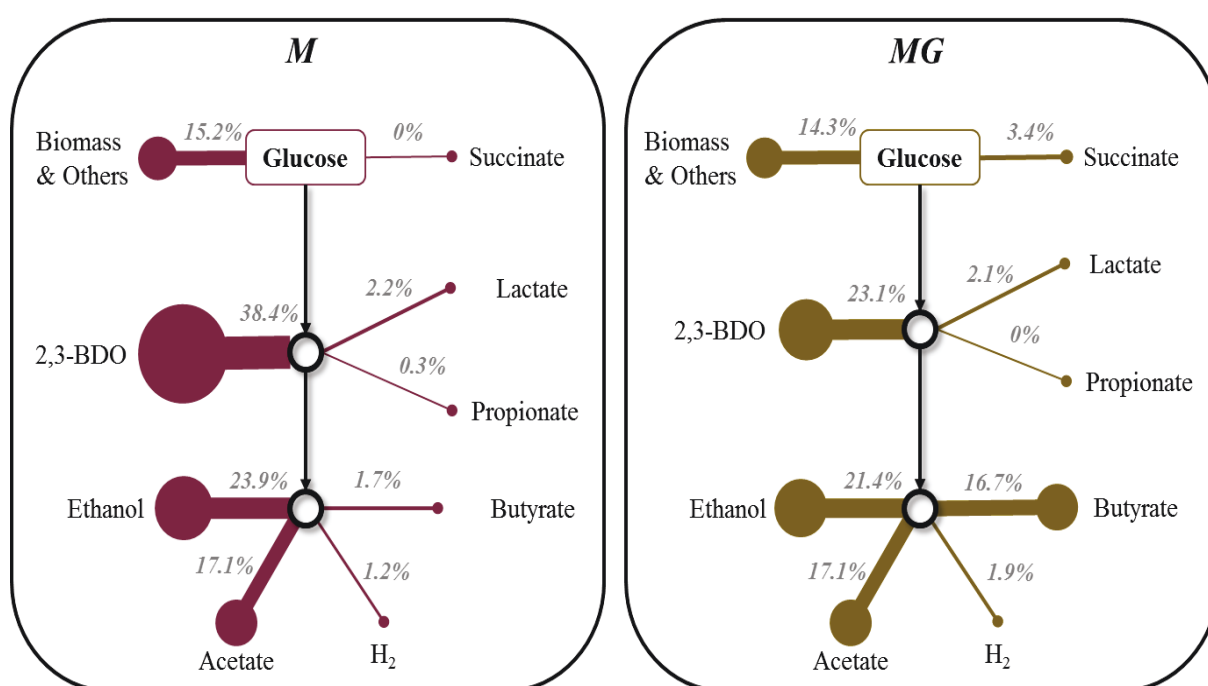 M
15.2%
0%
Biomass
& Others
Glucose
Succinate
2.2%
Lactate
38.4%
2,3-BDO
0.3%
Propionate
23.9%
1.7%
Ethanol
Butyrate
17.1%
1.2%
Acetate
H₂
MG
14.3%
3.4%
Biomass
& Others
Glucose
Succinate
2.1%
Lactate
23.1%
2,3-BDO
0%
Propionate
21.4%
16.7%
Ethanol
Butyrate
17.1%
1.9%
Acetate
H₂